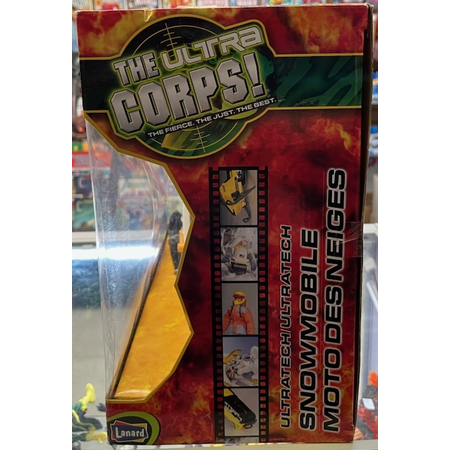 THE ULTRA
CORPS!
THE FIERCE. THE JUST. THE BEST.
ULTRATECH/ULTRATECH
SNOWMOBILE
MOTO DES NEIGES
Lanard